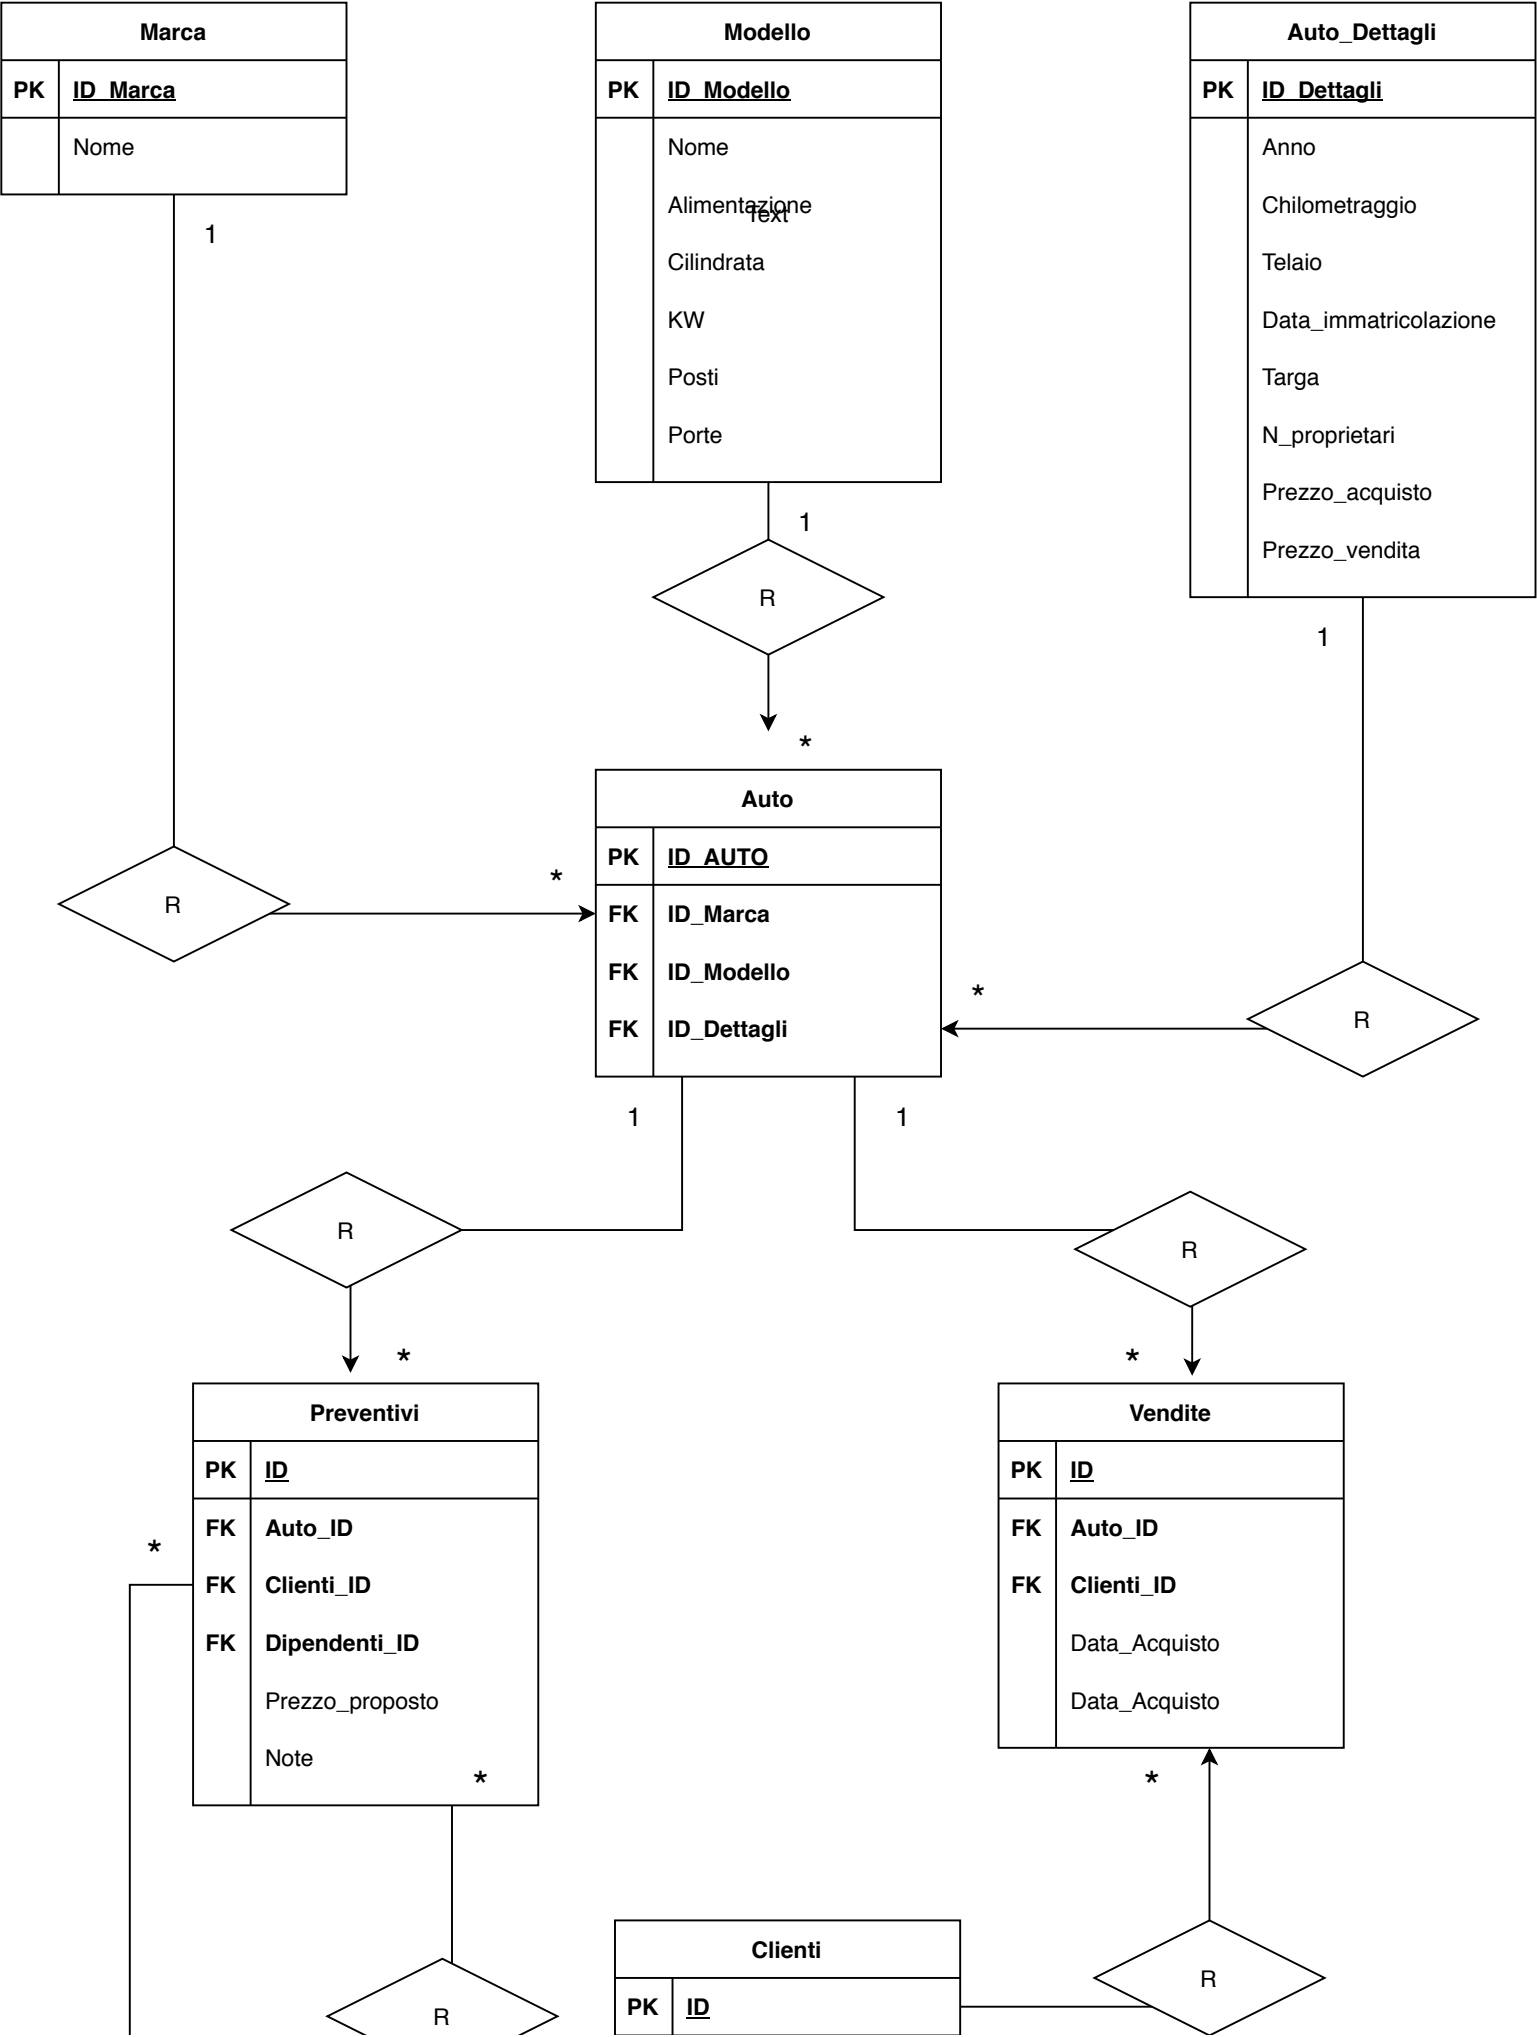 Marca
PK ID_Marca
Nome
1
Modello
PK ID_Modello
Nome
Alimentazione
Text
Cilindrata
KW
Posti
Porte
1
R
*
Auto_Dettagli
PK ID_Dettagli
Anno
Chilometraggio
Telaio
Data_immatricolazione
Targa
N_proprietari
Prezzo_acquisto
Prezzo_vendita
1
R
*
Auto
PK ID_AUTO
FK ID_Marca
FK ID_Modello
FK ID_Dettagli
*
R
1
1
R
R
*
*
Preventivi
PK ID
FK Auto_ID
FK Clienti_ID
FK Dipendenti_ID
Prezzo_proposto
Note
*
*
R
Vendite
PK ID
FK Auto_ID
FK Clienti_ID
Data_Acquisto
Data_Acquisto
*
R
Clienti
PK ID